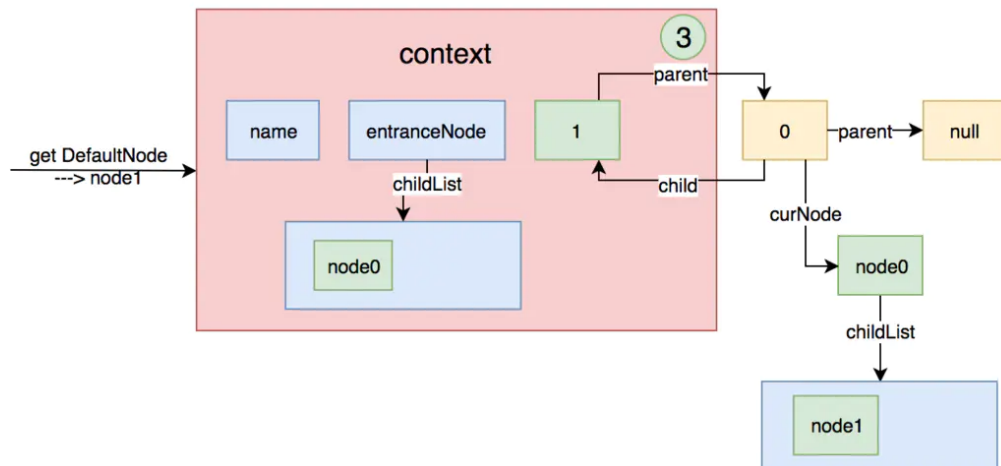 3
context
parent
name
entranceNode
1
0
parent
null
get DefaultNode
---> node1
childList
child
curNode
node0
node0
childList
node1